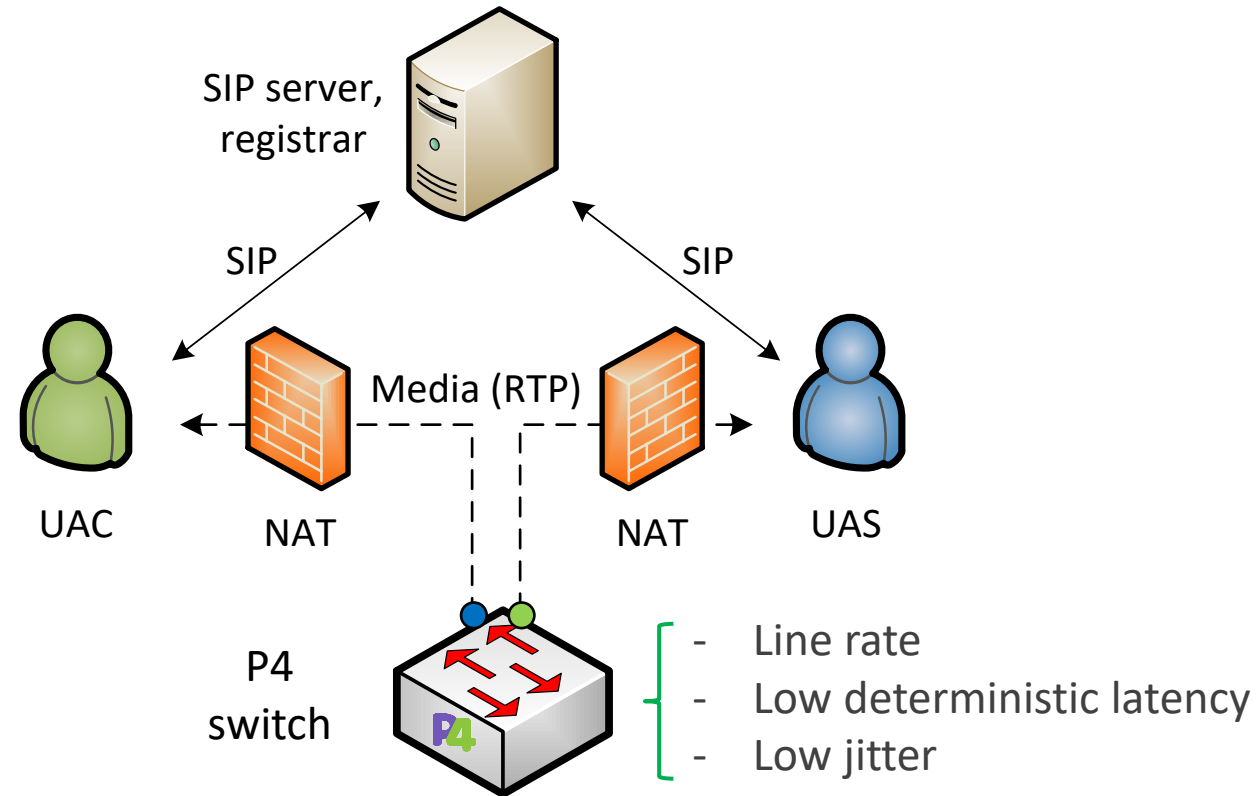 SIP server,
registrar
SIP
SIP
Media (RTP)
UAC
NAT
NAT
UAS
P4
switch
P4
- Line rate
- Low deterministic latency
- Low jitter